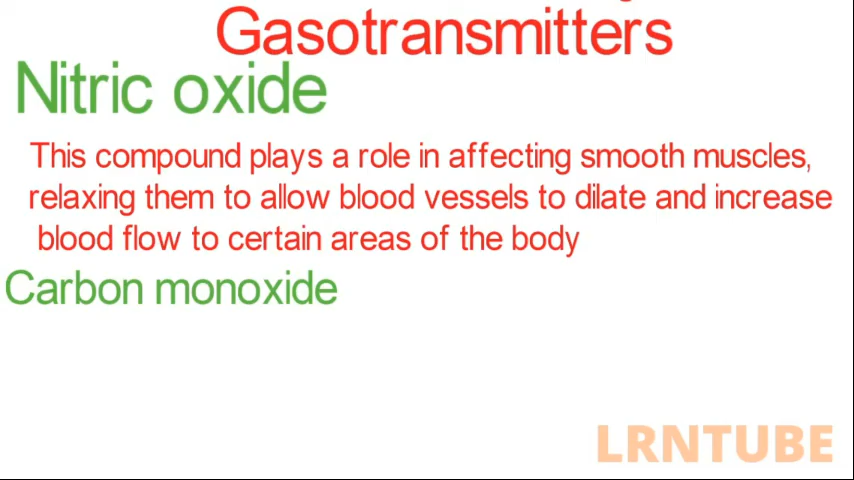 Gasotransmitters
Nitric oxide
This compound plays a role in affecting smooth muscles,
relaxing them to allow blood vessels to dilate and increase
blood flow to certain areas of the body
Carbon monoxide
LRNTUBE